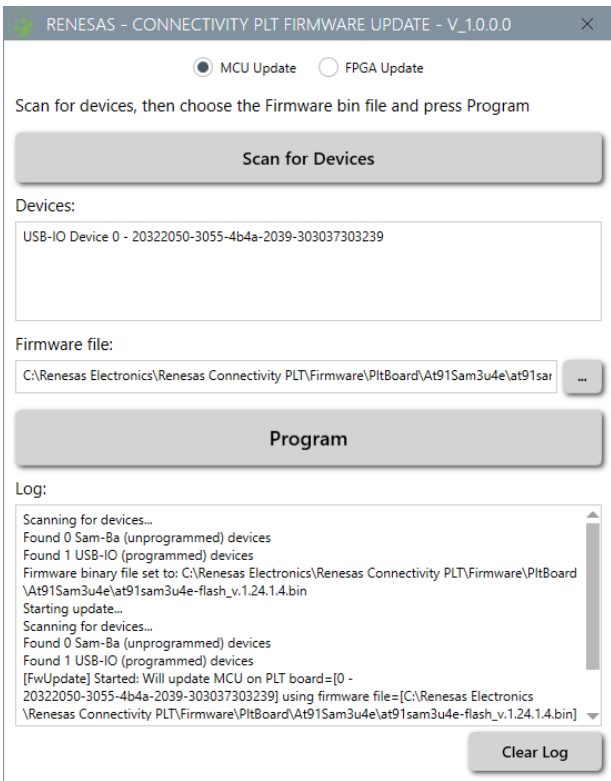 RENESAS - CONNECTIVITY PLT FIRMWARE UPDATE - V_1.0.0.0
MCU Update FPGA Update
Scan for devices, then choose the Firmware bin file and press Program
Scan for Devices
Devices:
USB-IO Device 0 - 20322050-3055-4b4a-2039-303037303239
Firmware file:
C:\Renesas Electronics\Renesas Connectivity PLT\Firmware\PltBoard\At91Sam3u4e\at91sar ...
Program
Log:
Scanning for devices...
Found 0 Sam-Ba (unprogrammed) devices
Found 1 USB-IO (programmed) devices
Firmware binary file set to: C:\Renesas Electronics\Renesas Connectivity PLT\Firmware\PltBoard
\At91Sam3u4e\at91sam3u4e-flash_v.1.24.1.4.bin
Starting update...
Scanning for devices...
Found 0 Sam-Ba (unprogrammed) devices
Found 1 USB-IO (programmed) devices
[FwUpdate] Started: Will update MCU on PLT board=[0 -
20322050-3055-4b4a-2039-303037303239] using firmware file=[C:\Renesas Electronics
\Renesas Connectivity PLT\Firmware\PltBoard\At91Sam3u4e\at91sam3u4e-flash_v.1.24.1.4.bin]
Clear Log